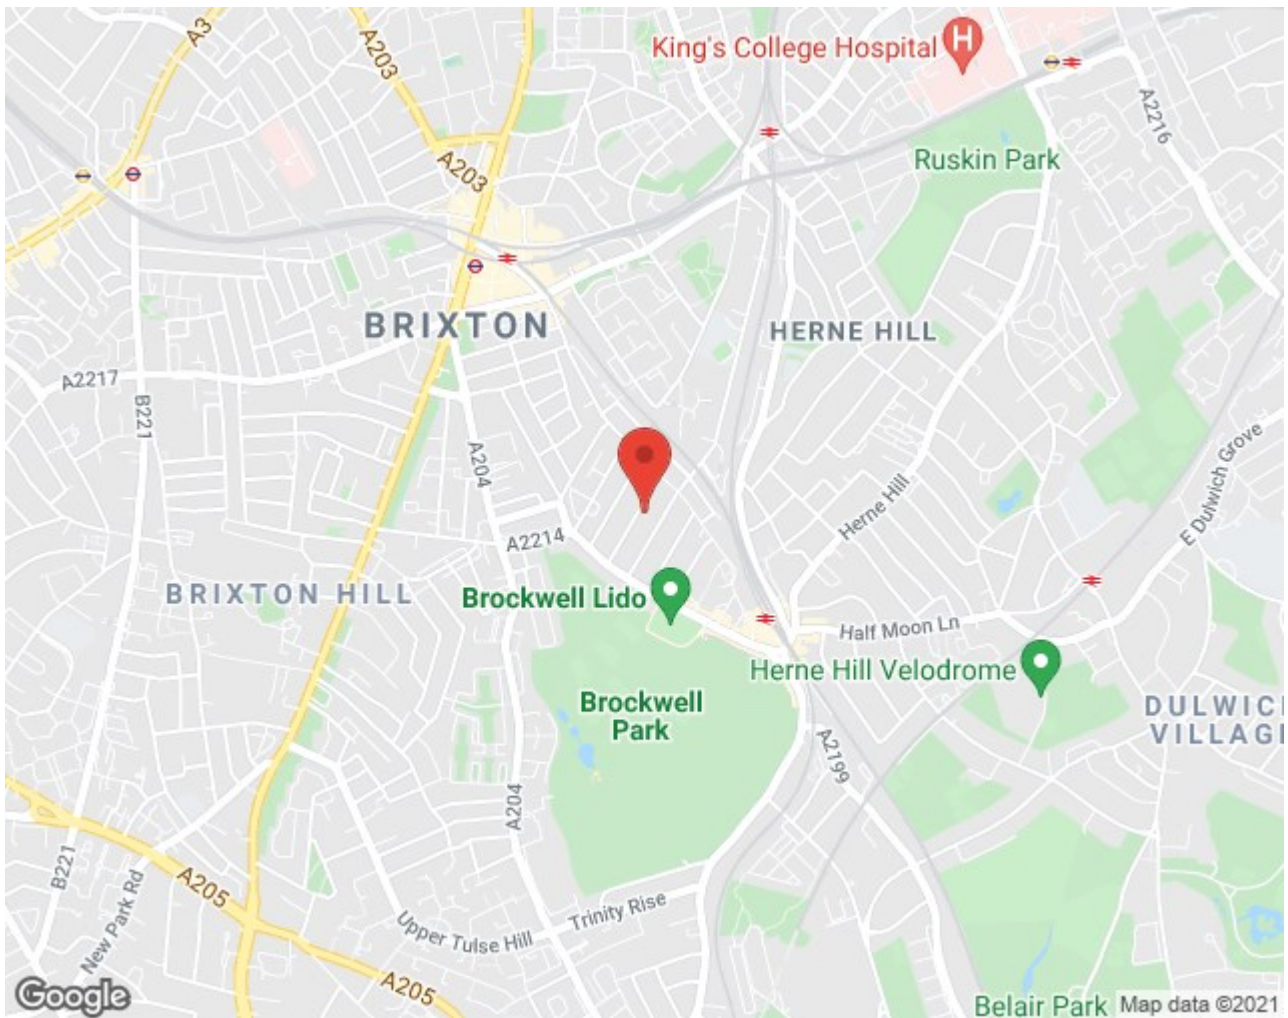 A3
A203
King's College Hospital
H
A2216
A203
Ruskin Park
BRIXTON
HERNE HILL
A2217
B221
A204
Herne Hill
E Dulwich Grove
A2214
BRIXTON HILL
Brockwell Lido
Half Moon Ln
Herne Hill Velodrome
Brockwell
Park
DULWICH
VILLAGE
A2199
A204
B221
A205
New Park Rd
Upper Tulse Hill
Trinity Rise
A205
Google
Belair Park
Map data ©2021